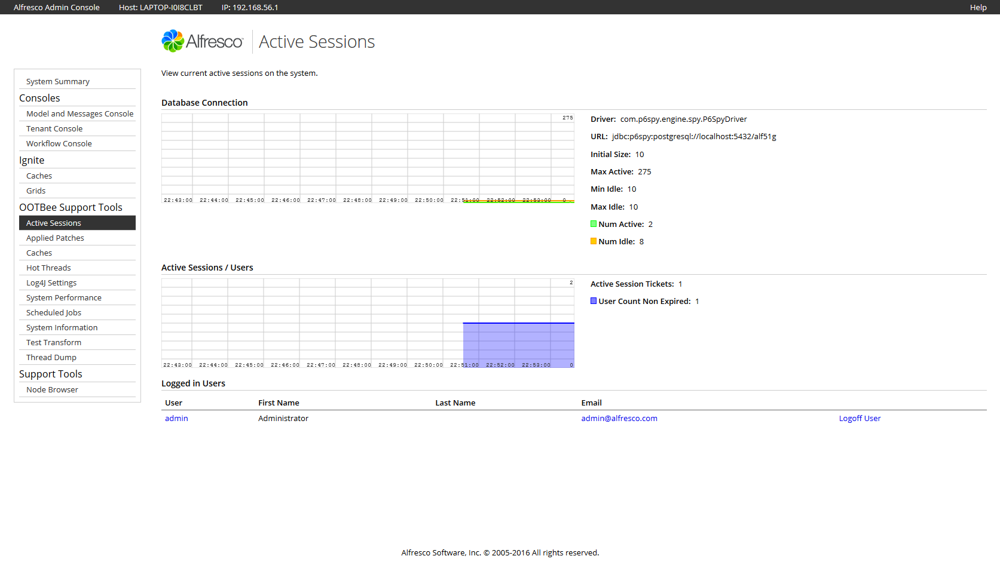 Alfresco Admin Console Host: LAPTOP-I0I8CLBT IP: 192.168.56.1 Help
Alfresco Active Sessions
System Summary
Consoles
Model and Messages Console
Tenant Console
Workflow Console
Ignite
Caches
Grids
OOTBee Support Tools
Active Sessions
Applied Patches
Caches
Hot Threads
Log4J Settings
System Performance
Scheduled Jobs
System Information
Test Transform
Thread Dump
Support Tools
Node Browser
View current active sessions on the system.
Database Connection
275
22:43:00 22:44:00 22:45:00 22:46:00 22:47:00 22:48:00 22:49:00 22:50:00 22:51:00 22:52:00 22:53:00 0
Driver: com.p6spy.engine.spy.P6SpyDriver
URL: jdbc:p6spy:postgresql://localhost:5432/alf51g
Initial Size: 10
Max Active: 275
Min Idle: 10
Max Idle: 10
Num Active: 2
Num Idle: 8
Active Sessions / Users
2
22:43:00 22:44:00 22:45:00 22:46:00 22:47:00 22:48:00 22:49:00 22:50:00 22:51:00 22:52:00 22:53:00 0
Active Session Tickets: 1
User Count Non Expired: 1
Logged in Users
User First Name Last Name Email
admin Administrator admin@alfresco.com Logoff User
Alfresco Software, Inc. © 2005-2016 All rights reserved.